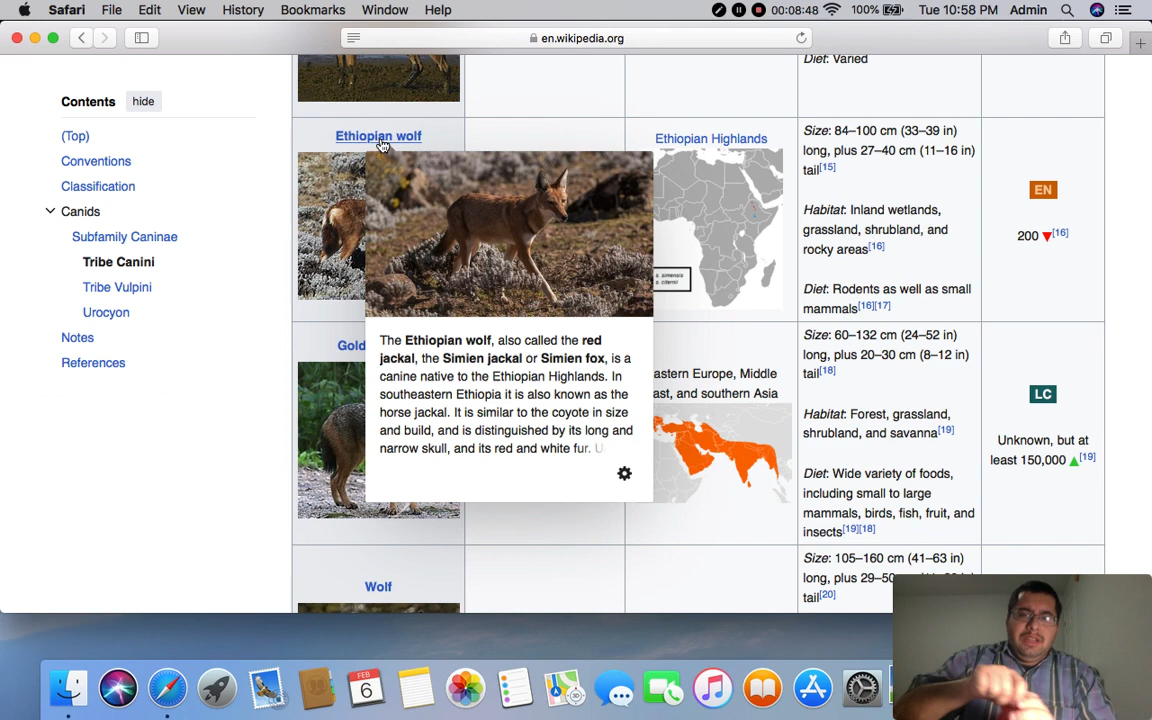 Safari File Edit View History Bookmarks Window Help 00:08:48 100% Tue 10:58 PM Admin
en.wikipedia.org
Contents hide
(Top)
Conventions
Classification
Canids
Subfamily Caninae
Tribe Canini
Tribe Vulpini
Urocyon
Notes
References
Diet: Varied
Ethiopian wolf
The Ethiopian wolf, also called the red
jackal, the Simien jackal or Simien fox, is a
canine native to the Ethiopian Highlands. In
southeastern Ethiopia it is also known as the
horse jackal. It is similar to the coyote in size
and build, and is distinguished by its long and
narrow skull, and its red and white fur. U
Ethiopian Highlands
s. simensis
s. citernii
Size: 84–100 cm (33–39 in)
long, plus 27–40 cm (11–16 in)
tail[15]
Habitat: Inland wetlands,
grassland, shrubland, and
rocky areas[16]
Diet: Rodents as well as small
mammals[16][17]
EN
200 ▼[16]
Gold
astern Europe, Middle
ast, and southern Asia
Size: 60–132 cm (24–52 in)
long, plus 20–30 cm (8–12 in)
tail[18]
Habitat: Forest, grassland,
shrubland, and savanna[19]
Diet: Wide variety of foods,
including small to large
mammals, birds, fish, fruit, and
insects[19][18]
LC
Unknown, but at
least 150,000 ▲[19]
Wolf
Size: 105–160 cm (41–63 in)
long, plus 29–50
tail[20]
FEB
6
3D